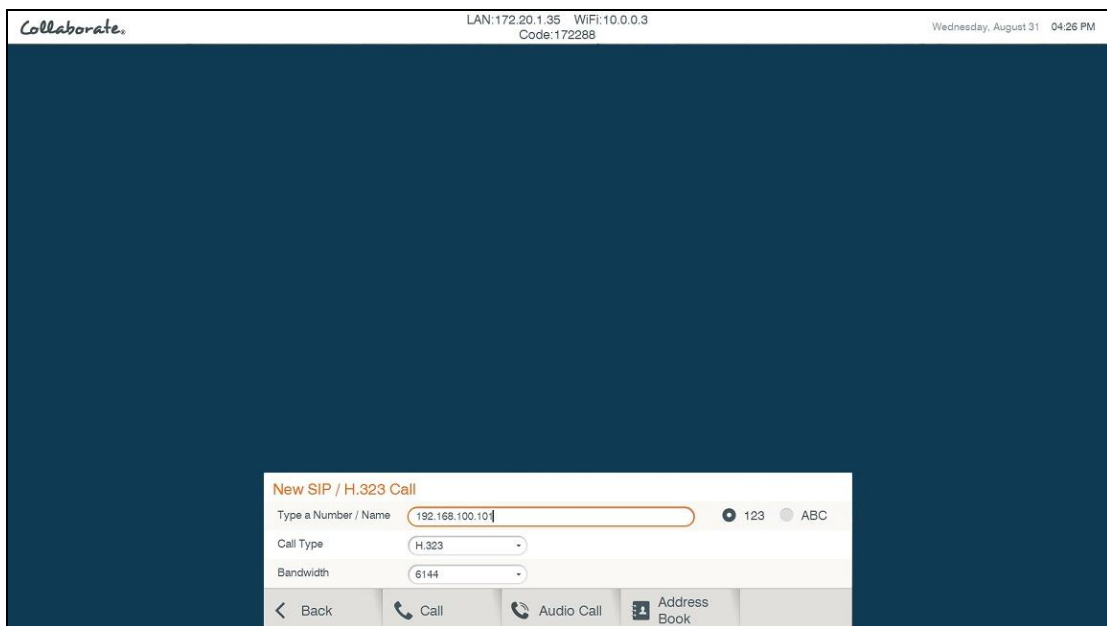 Collaborate®
LAN:172.20.1.35 WiFi:10.0.0.3
Code:172288
Wednesday, August 31 04:26 PM
New SIP / H.323 Call
Type a Number / Name 192.168.100.101 123 ABC
Call Type H.323
Bandwidth 6144
Back Call Audio Call Address
Book